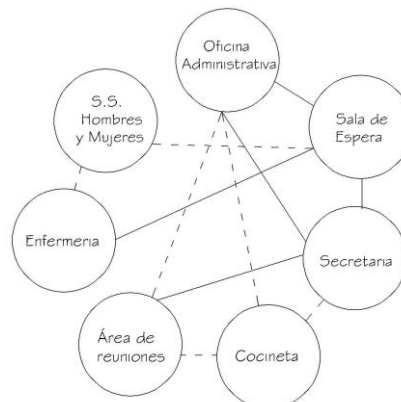 Oficina
Administrativa
S.S.
Hombres
y Mujeres
Sala de
Espera
Enfermeria
Secretaria
Área de
reuniones
Cocineta